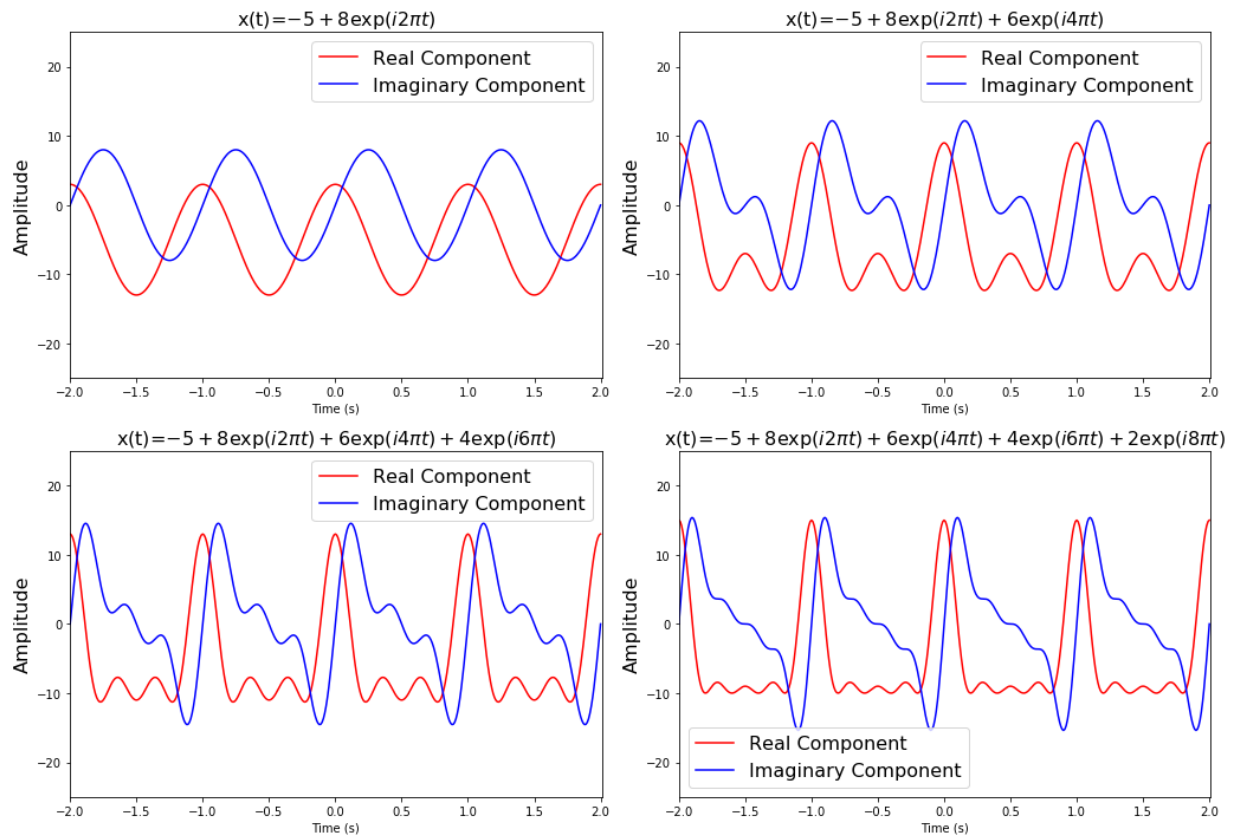 x(t)=−5 + 8exp(i2πt)
Real Component
Imaginary Component
Amplitude
20
10
0
−10
−20
−2.0 −1.5 −1.0 −0.5 0.0 0.5 1.0 1.5 2.0
Time (s)
x(t)=−5 + 8exp(i2πt) + 6exp(i4πt)
Real Component
Imaginary Component
Amplitude
20
10
0
−10
−20
−2.0 −1.5 −1.0 −0.5 0.0 0.5 1.0 1.5 2.0
Time (s)
x(t)=−5 + 8exp(i2πt) + 6exp(i4πt) + 4exp(i6πt)
Real Component
Imaginary Component
Amplitude
20
10
0
−10
−20
−2.0 −1.5 −1.0 −0.5 0.0 0.5 1.0 1.5 2.0
Time (s)
x(t)=−5 + 8exp(i2πt) + 6exp(i4πt) + 4exp(i6πt) + 2exp(i8πt)
Amplitude
20
10
0
−10
−20
Real Component
Imaginary Component
−2.0 −1.5 −1.0 −0.5 0.0 0.5 1.0 1.5 2.0
Time (s)